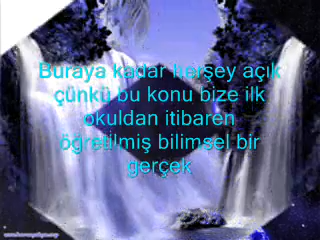 Buraya kadar herşey açık
çünkü bu konu bize ilk
okuldan itibaren
öğretilmiş bilimsel bir
gerçek